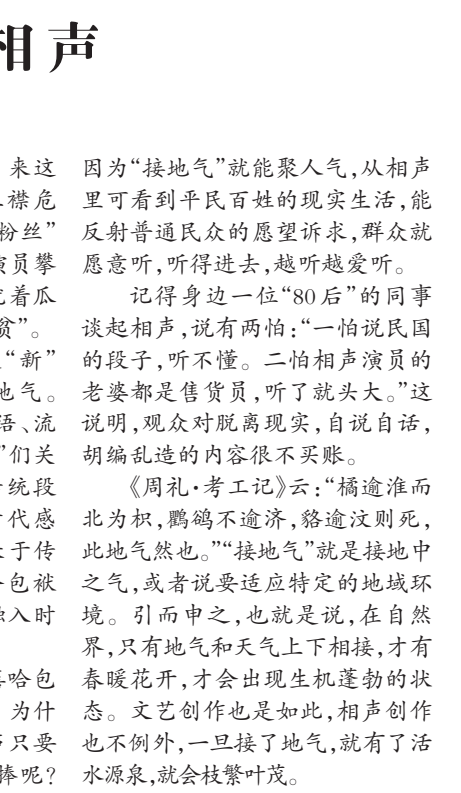 相声
来这
襟危
粉丝”
演员攀
着瓜
贫”。
“新”
地气。
语、流
”们关
统段
代感
于传
包袱
融入时
哈包
为什
只要
捧呢?
因为“接地气”就能聚人气,从相声
里可看到平民百姓的现实生活,能
反射普通民众的愿望诉求,群众就
愿意听,听得进去,越听越爱听。
记得身边一位“80后”的同事
谈起相声,说有两怕:“一怕说民国
的段子,听不懂。二怕相声演员的
老婆都是售货员,听了就头大。”这
说明,观众对脱离现实,自说自话,
胡编乱造的内容很不买账。
《周礼·考工记》云:“橘逾淮而
北为枳,鸜鹆不逾济,貉逾汶则死,
此地气然也。”“接地气”就是接地中
之气,或者说要适应特定的地域环
境。引而申之,也就是说,在自然
界,只有地气和天气上下相接,才有
春暖花开,才会出现生机蓬勃的状
态。文艺创作也是如此,相声创作
也不例外,一旦接了地气,就有了活
水源泉,就会枝繁叶茂。